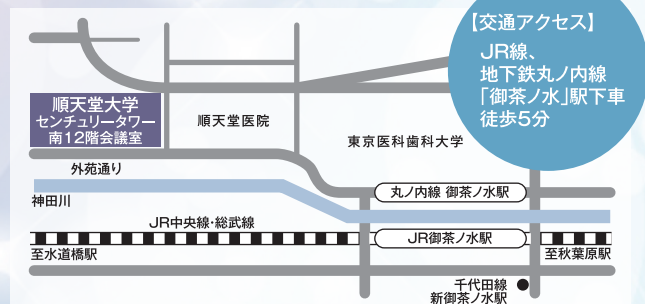 【交通アクセス】
JR線、
地下鉄丸ノ内線
「御茶ノ水」駅下車
徒歩5分
順天堂大学
センチュリータワー
南12階会議室
順天堂医院
東京医科歯科大学
外苑通り
丸ノ内線 御茶ノ水駅
神田川
JR中央線・総武線
JR御茶ノ水駅
至水道橋駅
至秋葉原駅
千代田線
新御茶ノ水駅